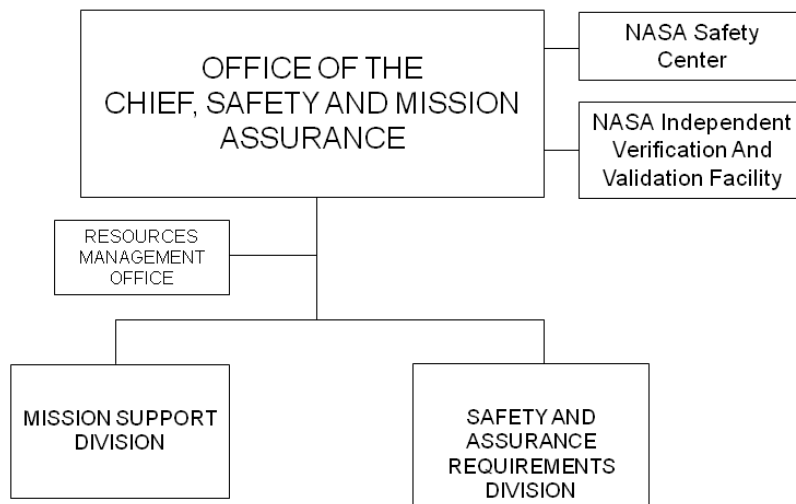 OFFICE OF THE
CHIEF, SAFETY AND MISSION
ASSURANCE
NASA Safety
Center
NASA Independent
Verification And
Validation Facility
RESOURCES
MANAGEMENT
OFFICE
MISSION SUPPORT
DIVISION
SAFETY AND
ASSURANCE
REQUIREMENTS
DIVISION